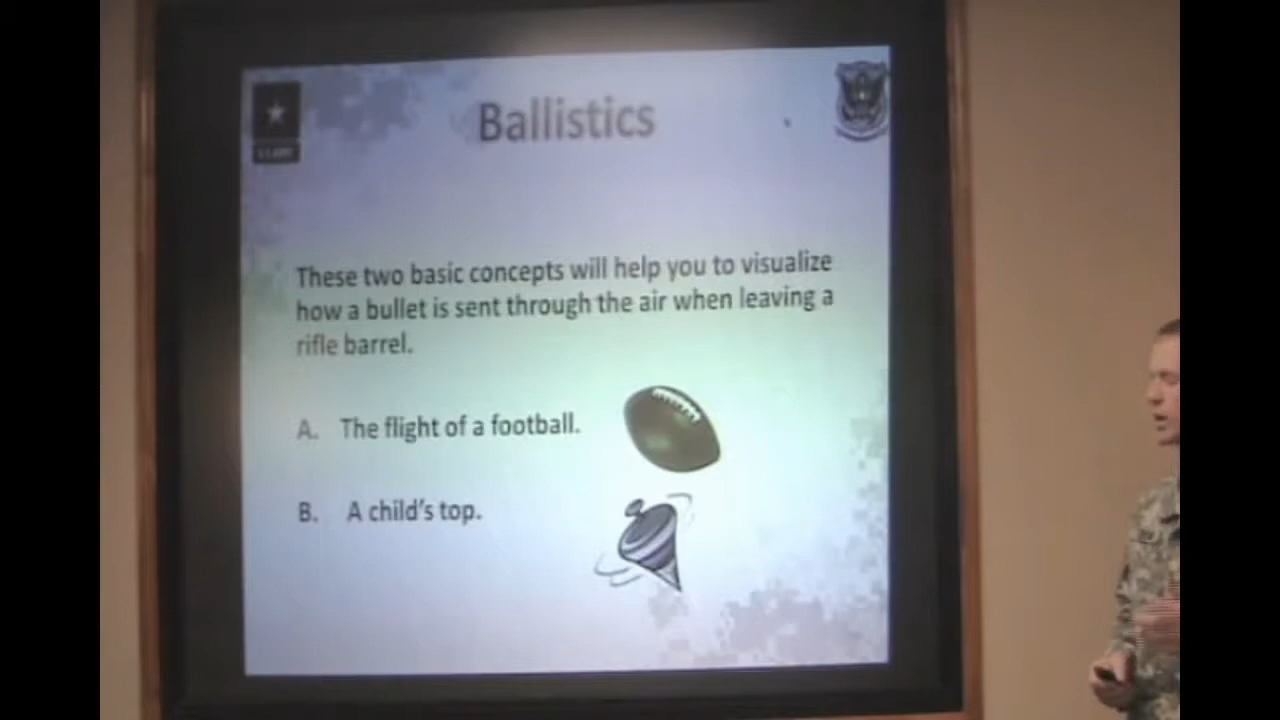 Ballistics
These two basic concepts will help you to visualize
how a bullet is sent through the air when leaving a
rifle barrel.
A. The flight of a football.
B. A child's top.